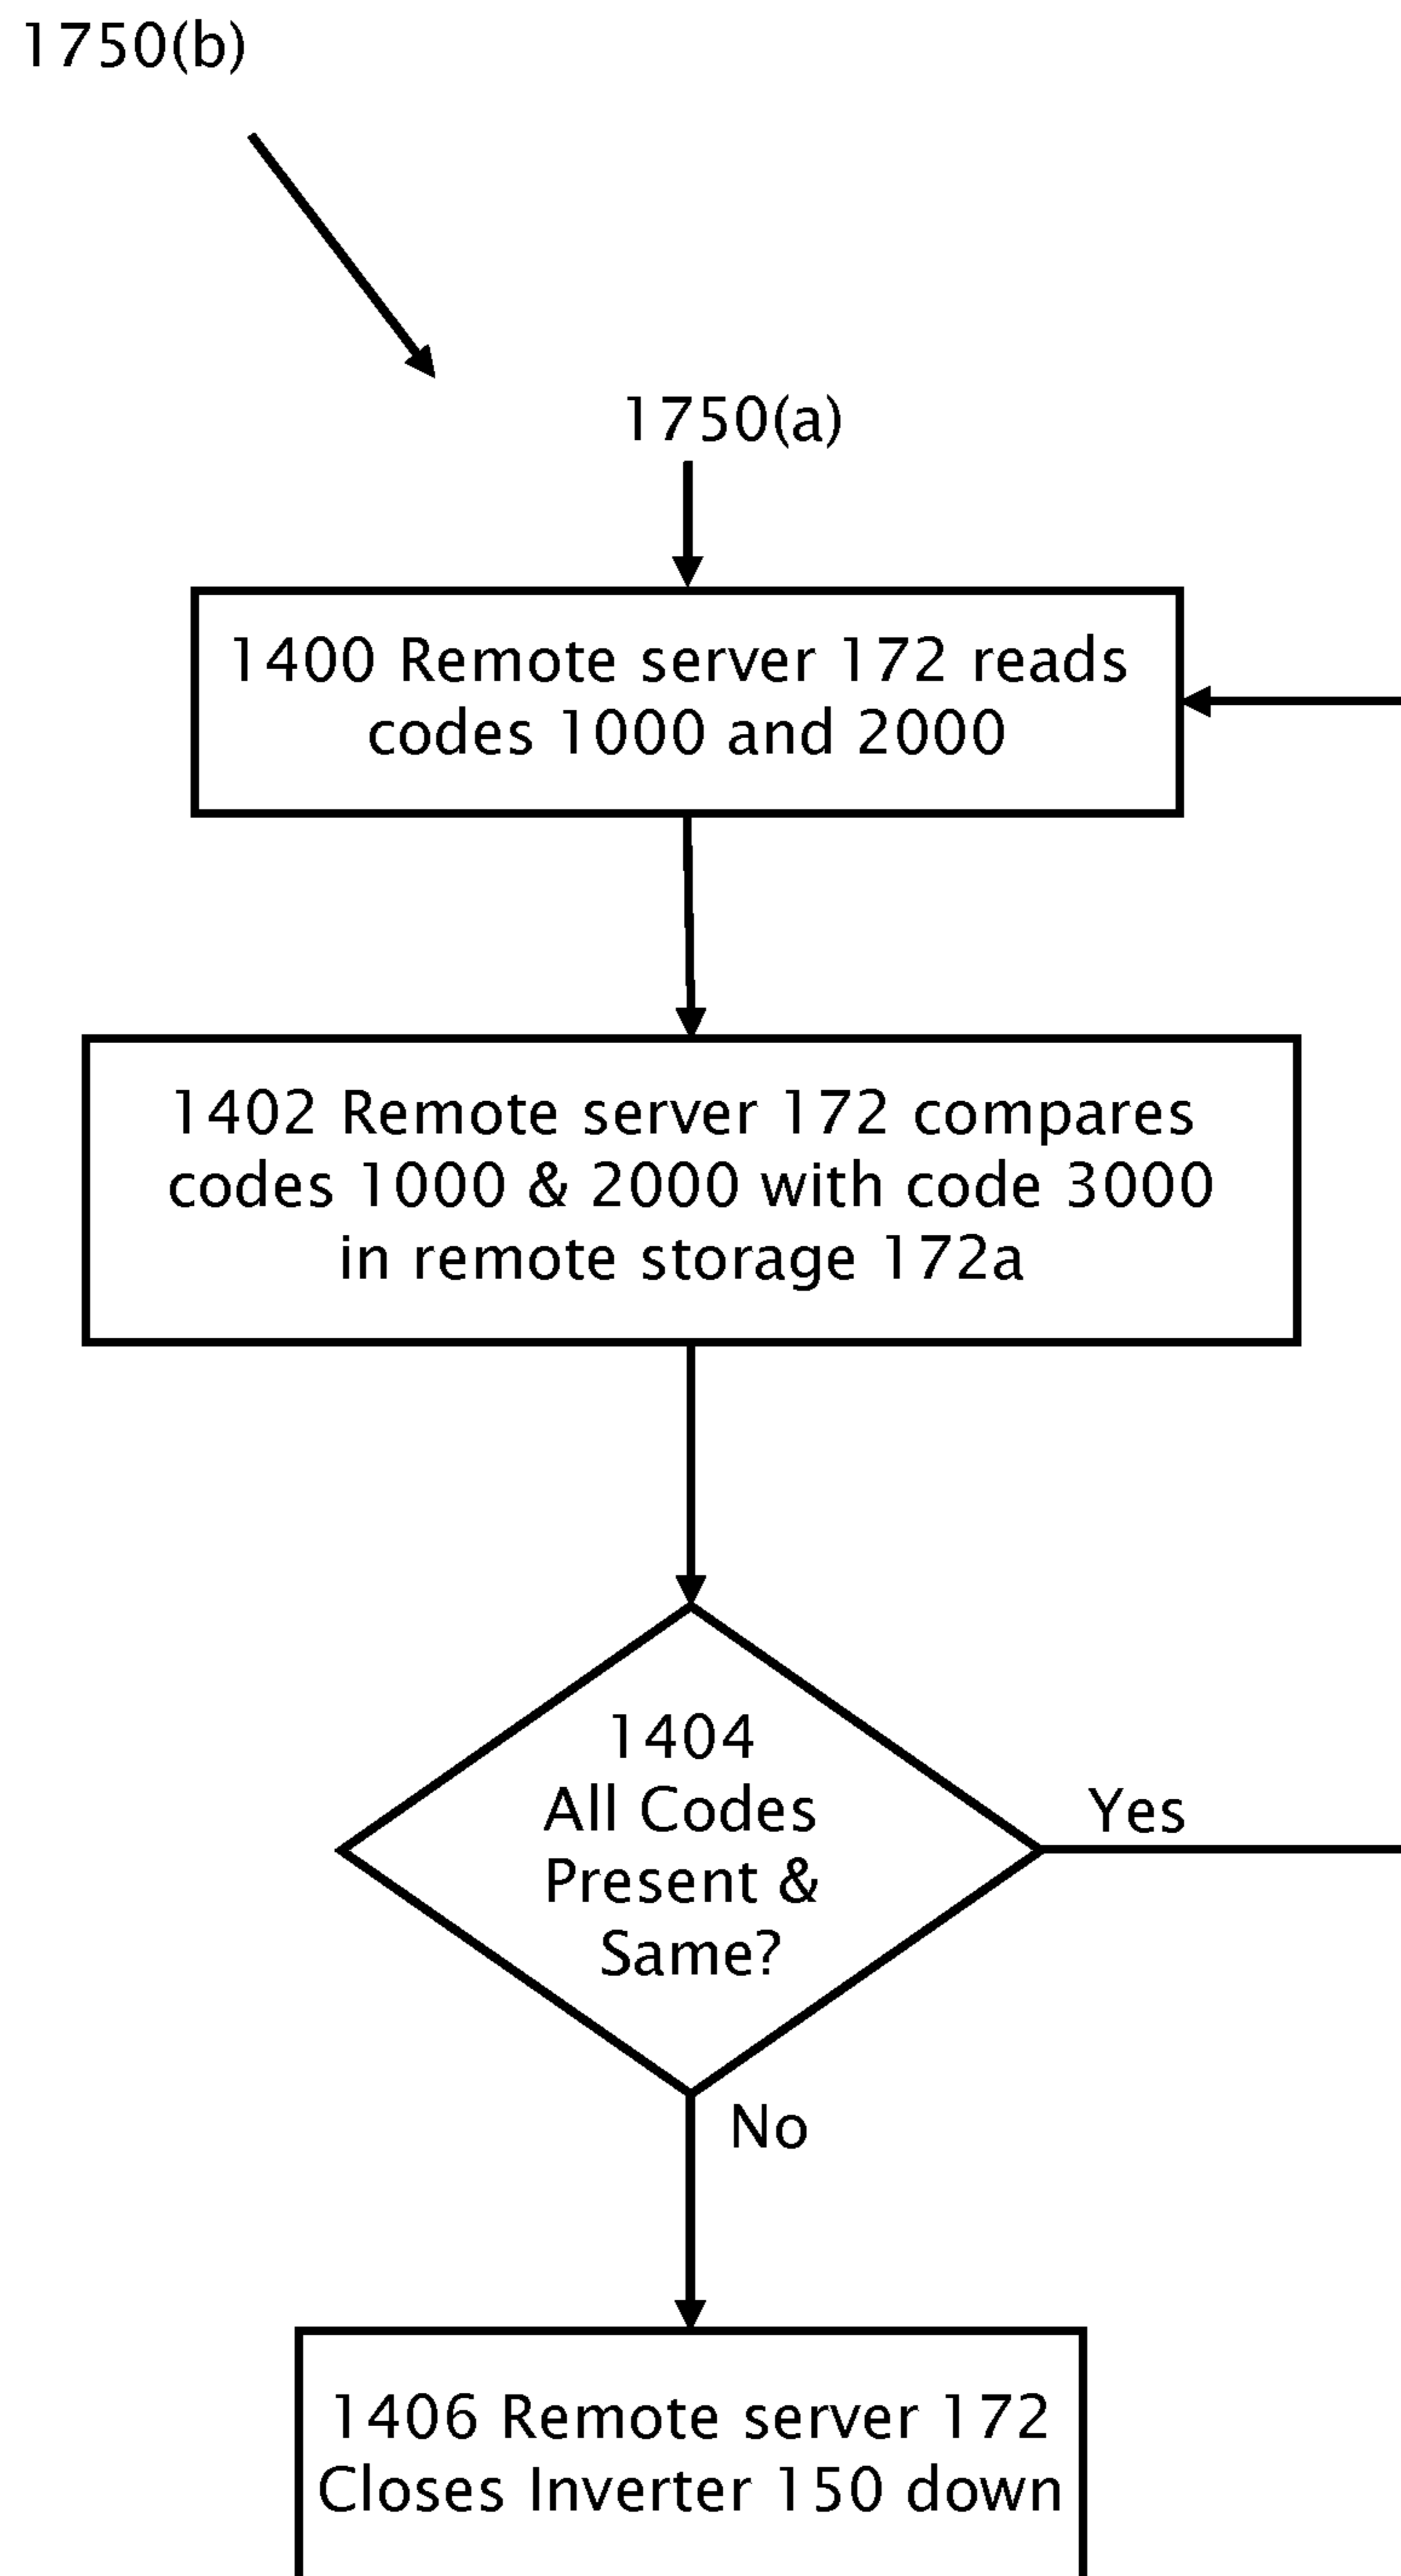 1750(b)
1750(a)
1400 Remote server 172 reads
codes 1000 and 2000
1402 Remote server 172 compares
codes 1000 & 2000 with code 3000
in remote storage 172a
1404
All Codes
Present &
Same?
Yes
No
1406 Remote server 172
Closes Inverter 150 down